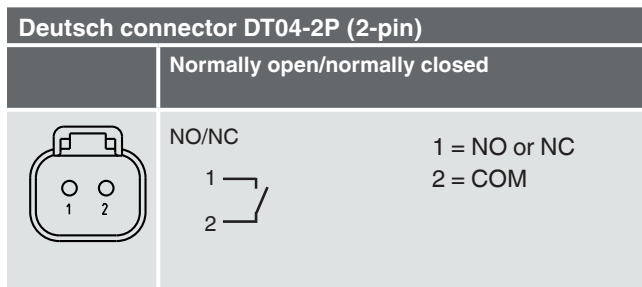 Deutsch connector DT04-2P (2-pin)
Normally open/normally closed
NO/NC
1
2
1 = NO or NC
2 = COM
1 2